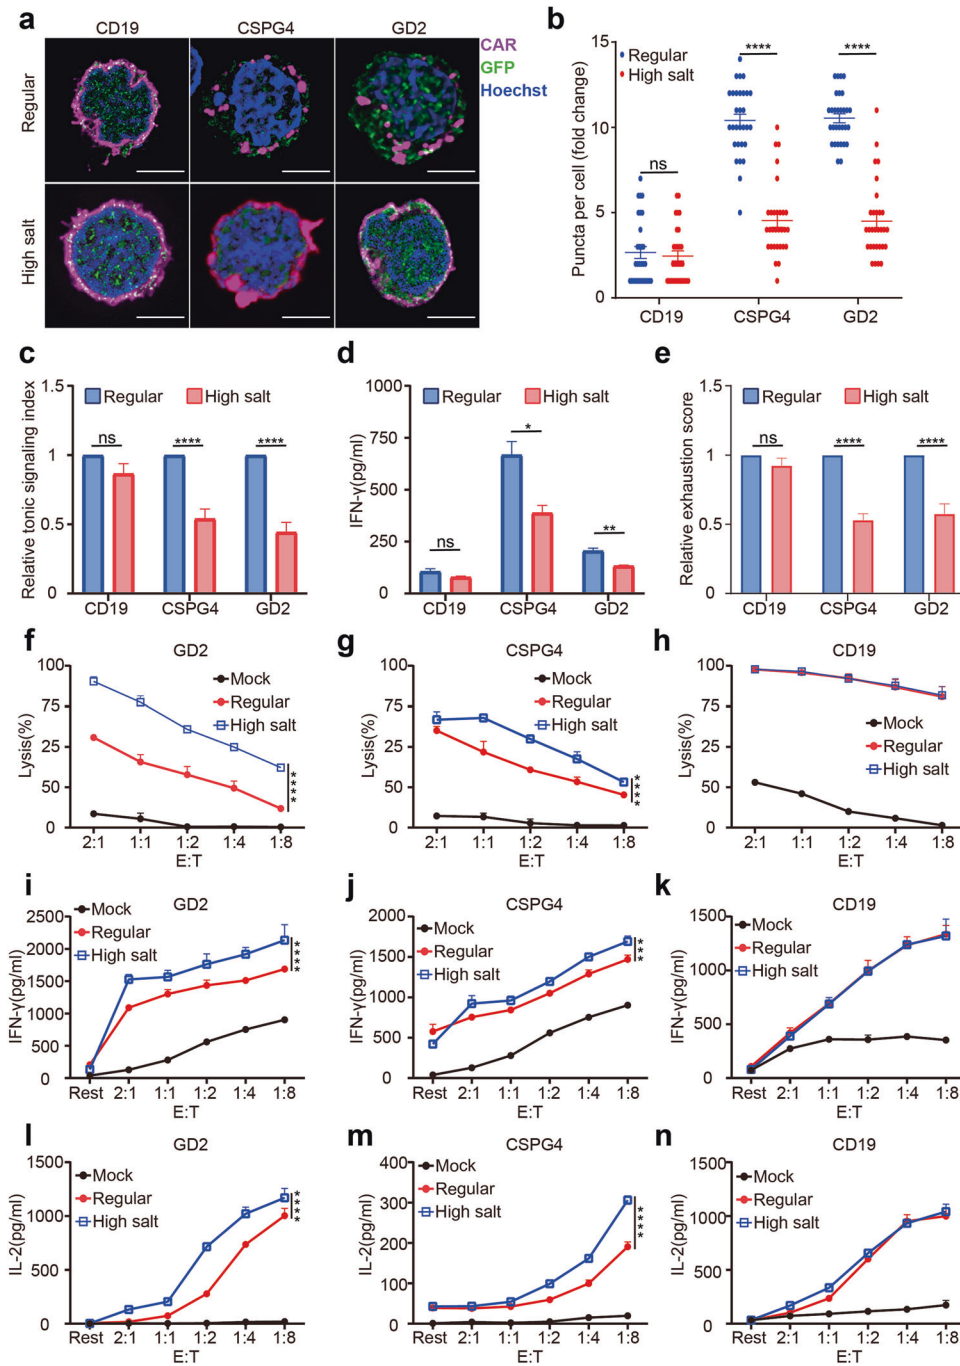 a
CD19
CSPG4
GD2
CAR
GFP
Hoechst
Regular
High salt
b
Regular
High salt
Puncta per cell (fold change)
15
10
5
0
ns
****
****
CD19
CSPG4
GD2
c
Relative tonic signaling index
1.5
1
0.5
0
Regular
High salt
ns
****
****
CD19
CSPG4
GD2
d
IFN-γ(pg/ml)
1000
750
500
250
0
Regular
High salt
ns
*
**
CD19
CSPG4
GD2
e
Relative exhaustion score
1.5
1
0.5
0
Regular
High salt
ns
****
****
CD19
CSPG4
GD2
f
GD2
Lysis(%)
100
75
25
50
0
Mock
Regular
High salt
****
2:1 1:1 1:2 1:4 1:8
E:T
g
CSPG4
Lysis(%)
100
75
25
50
0
Mock
Regular
High salt
****
2:1 1:1 1:2 1:4 1:8
E:T
h
CD19
Lysis(%)
100
75
25
50
0
Mock
Regular
High salt
2:1 1:1 1:2 1:4 1:8
E:T
i
GD2
IFN-γ(pg/ml)
2500
2000
1500
1000
500
0
Mock
Regular
High salt
****
Rest 2:1 1:1 1:2 1:4 1:8
E:T
j
CSPG4
IFN-γ(pg/ml)
2000
1500
1000
500
0
Mock
Regular
High salt
***
Rest 2:1 1:1 1:2 1:4 1:8
E:T
k
CD19
IFN-γ(pg/ml)
1500
1000
500
0
Mock
Regular
High salt
Rest 2:1 1:1 1:2 1:4 1:8
E:T
l
GD2
IL-2(pg/ml)
1500
1000
500
0
Mock
Regular
High salt
****
Rest 2:1 1:1 1:2 1:4 1:8
E:T
m
CSPG4
IL-2(pg/ml)
400
300
200
100
0
Mock
Regular
High salt
****
Rest 2:1 1:1 1:2 1:4 1:8
E:T
n
CD19
IL-2(pg/ml)
1500
1000
500
0
Mock
Regular
High salt
Rest 2:1 1:1 1:2 1:4 1:8
E:T